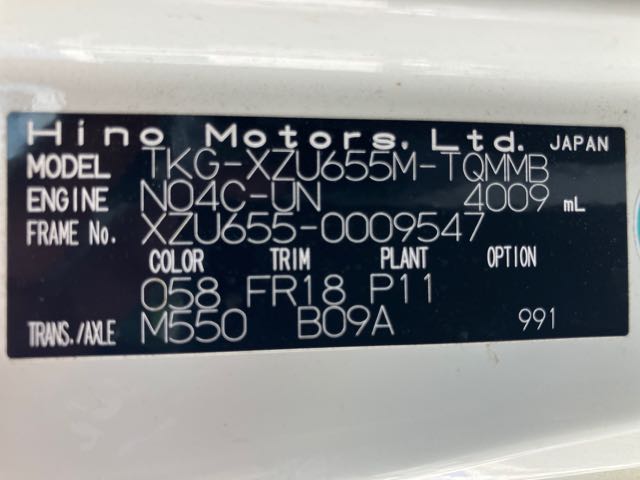 Hino Motors, Ltd. JAPAN
MODEL TKG-XZU655M-TQMMB
ENGINE N04C-UN 4009 mL
FRAME No. XZU655-0009547
COLOR TRIM PLANT OPTION
058 FR18 P11
TRANS./AXLE M550 B09A 991